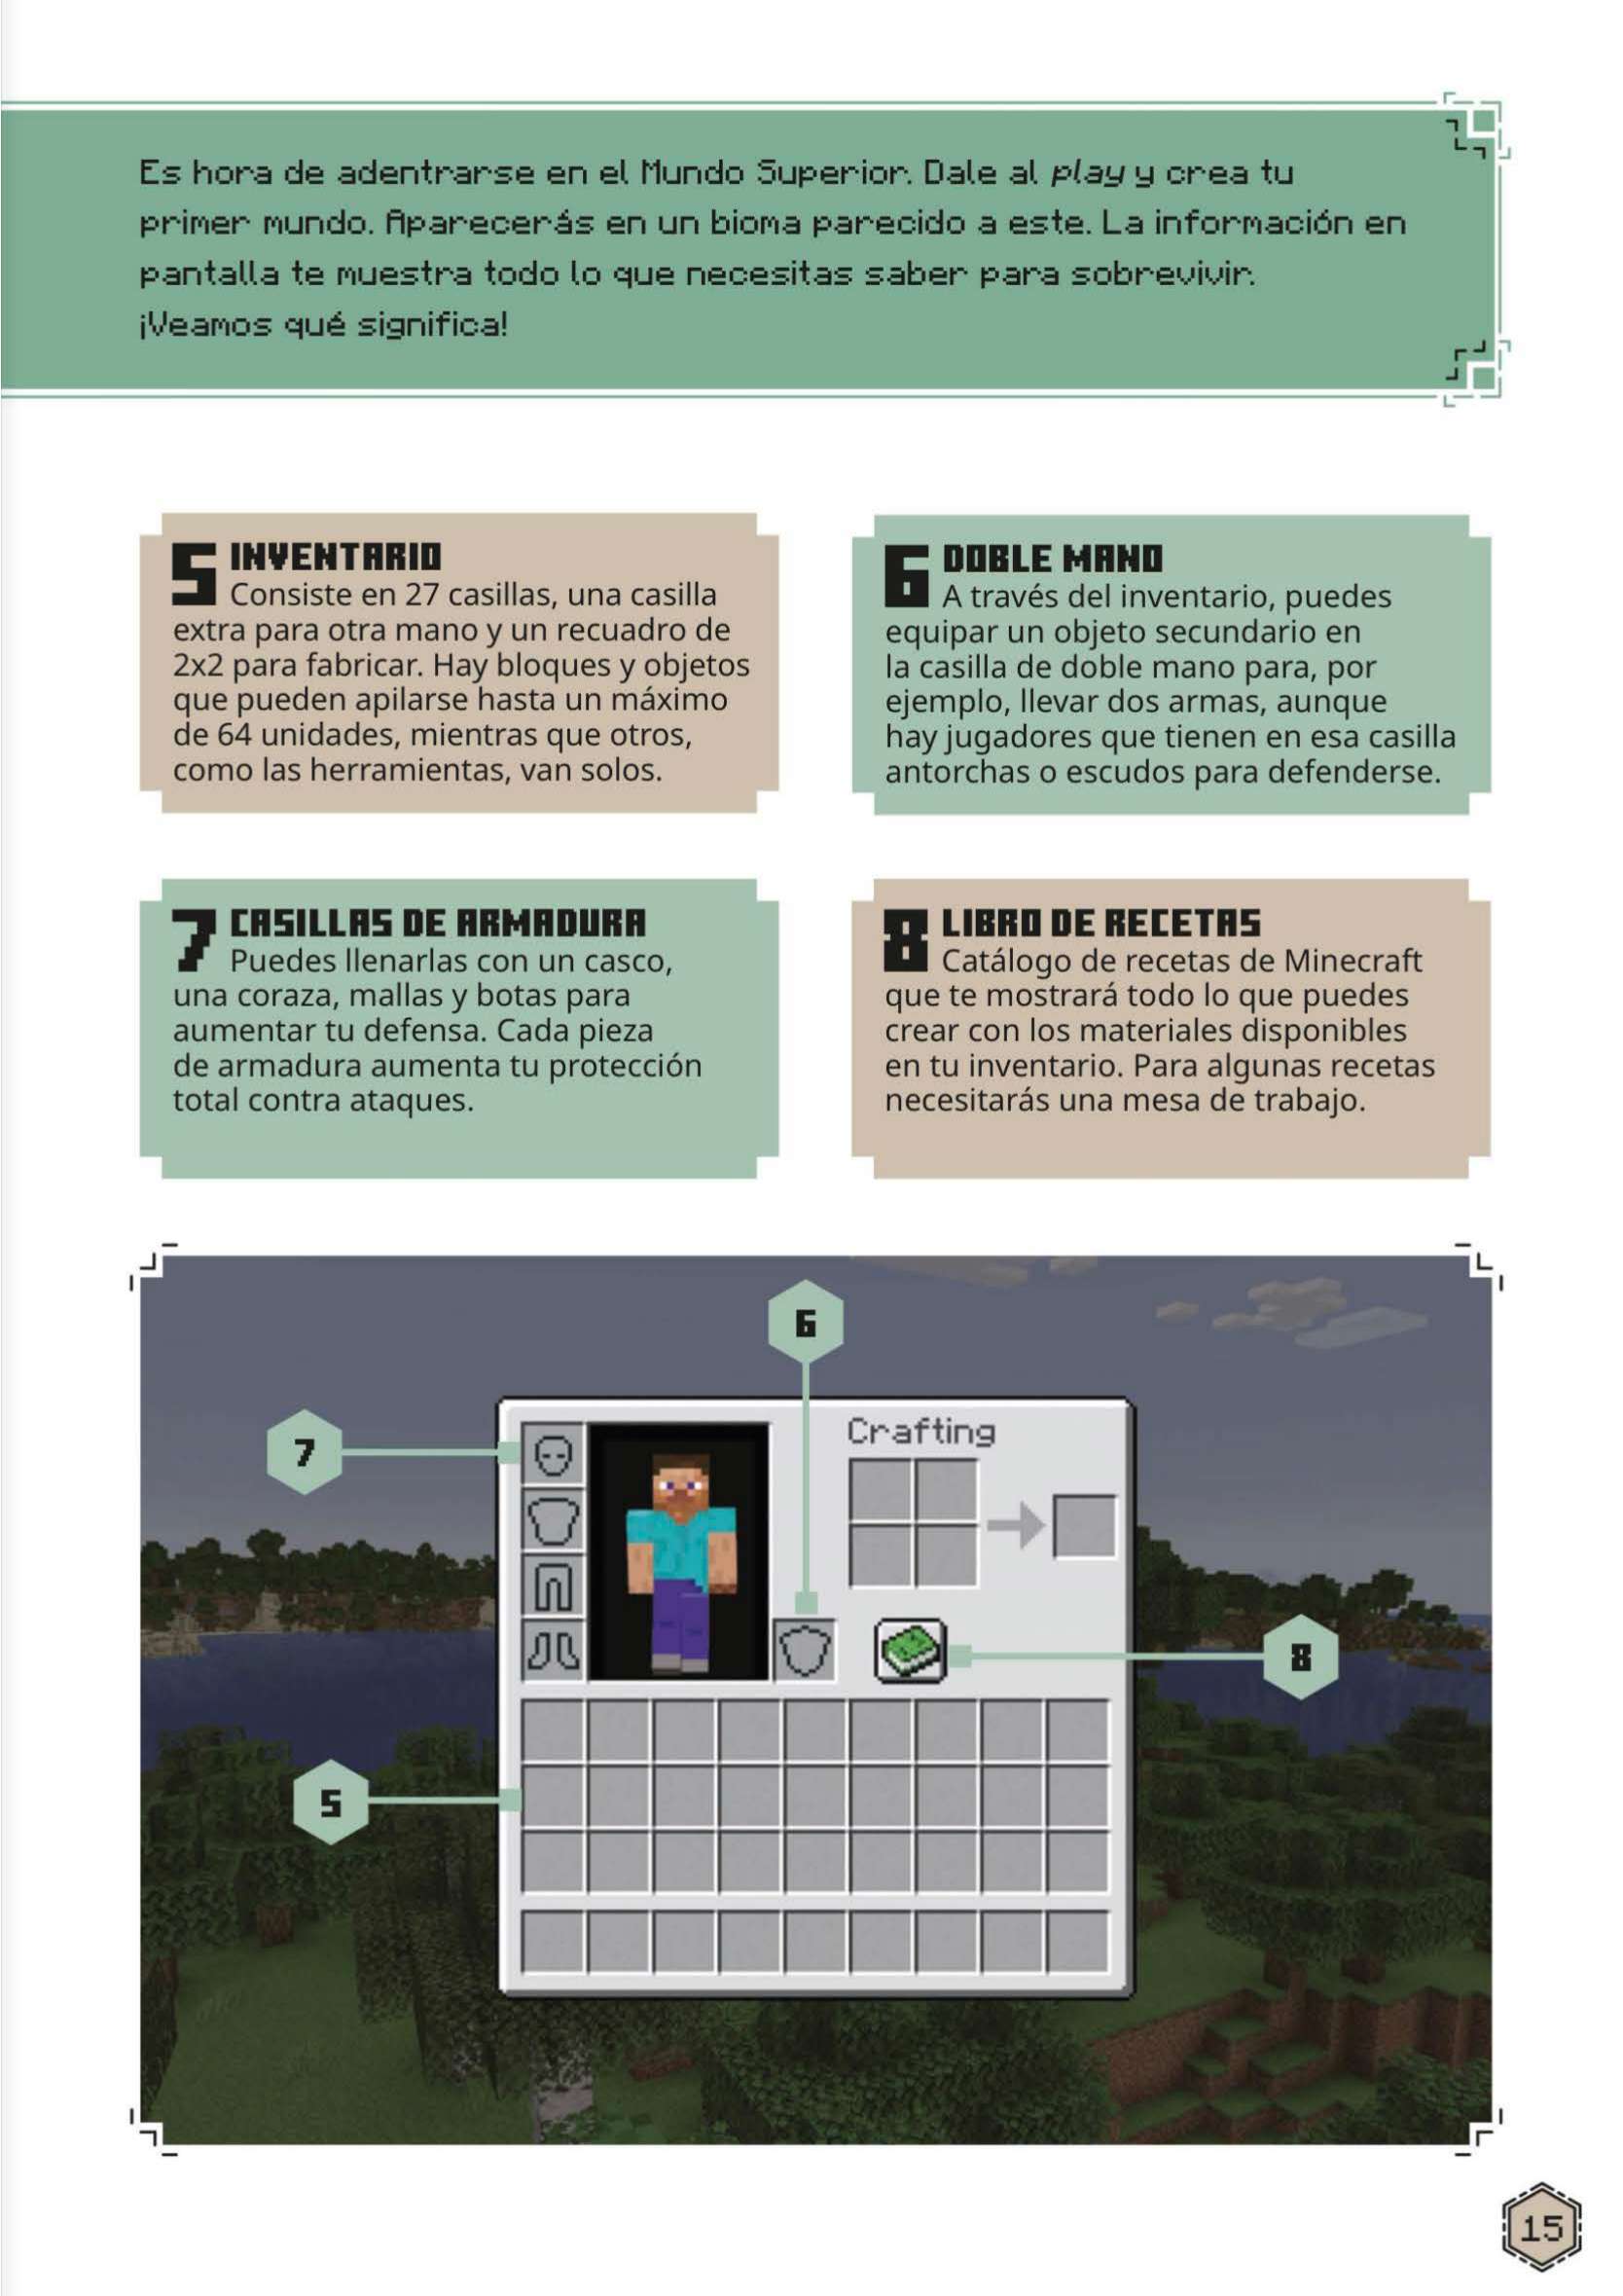 Es hora de adentrarse en el Mundo Superior. Dale al play y crea tu
primer mundo. Aparecerás en un bioma parecido a este. La información en
pantalla te muestra todo lo que necesitas saber para sobrevivir.
¡Veamos qué significa!
5 INVENTARIO
Consiste en 27 casillas, una casilla
extra para otra mano y un recuadro de
2x2 para fabricar. Hay bloques y objetos
que pueden apilarse hasta un máximo
de 64 unidades, mientras que otros,
como las herramientas, van solos.
6 DOBLE MANO
A través del inventario, puedes
equipar un objeto secundario en
la casilla de doble mano para, por
ejemplo, llevar dos armas, aunque
hay jugadores que tienen en esa casilla
antorchas o escudos para defenderse.
7 CASILLAS DE ARMADURA
Puedes llenarlas con un casco,
una coraza, mallas y botas para
aumentar tu defensa. Cada pieza
de armadura aumenta tu protección
total contra ataques.
8 LIBRO DE RECETAS
Catálogo de recetas de Minecraft
que te mostrará todo lo que puedes
crear con los materiales disponibles
en tu inventario. Para algunas recetas
necesitarás una mesa de trabajo.
6
7
Crafting
8
5
15